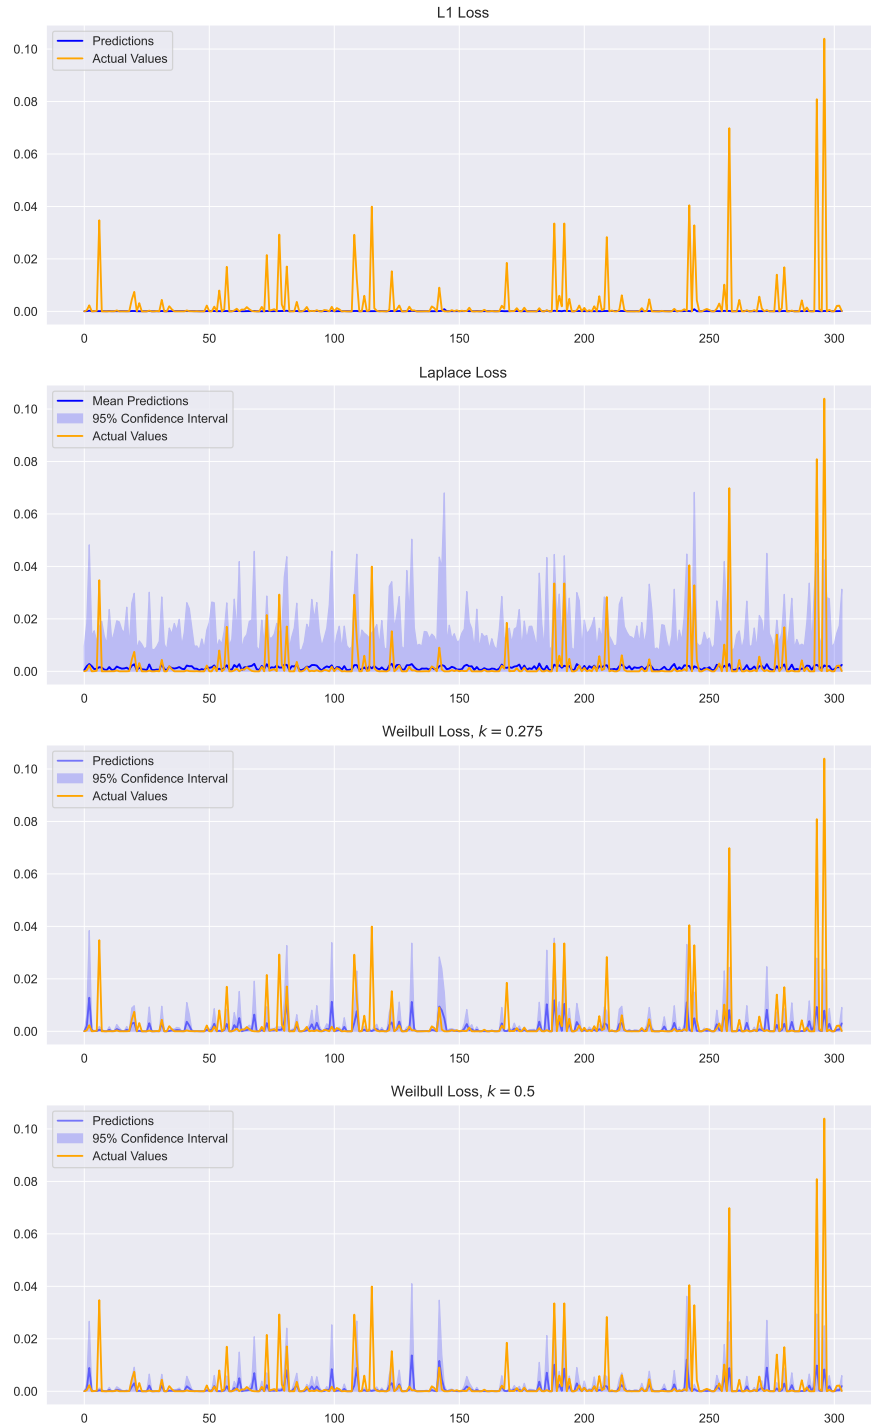 L1 Loss
Predictions
Actual Values
0.10
0.08
0.06
0.04
0.02
0.00
0 50 100 150 200 250 300
Laplace Loss
Mean Predictions
95% Confidence Interval
Actual Values
0.10
0.08
0.06
0.04
0.02
0.00
0 50 100 150 200 250 300
Weilbull Loss, k = 0.275
Predictions
95% Confidence Interval
Actual Values
0.10
0.08
0.06
0.04
0.02
0.00
0 50 100 150 200 250 300
Weilbull Loss, k = 0.5
Predictions
95% Confidence Interval
Actual Values
0.10
0.08
0.06
0.04
0.02
0.00
0 50 100 150 200 250 300